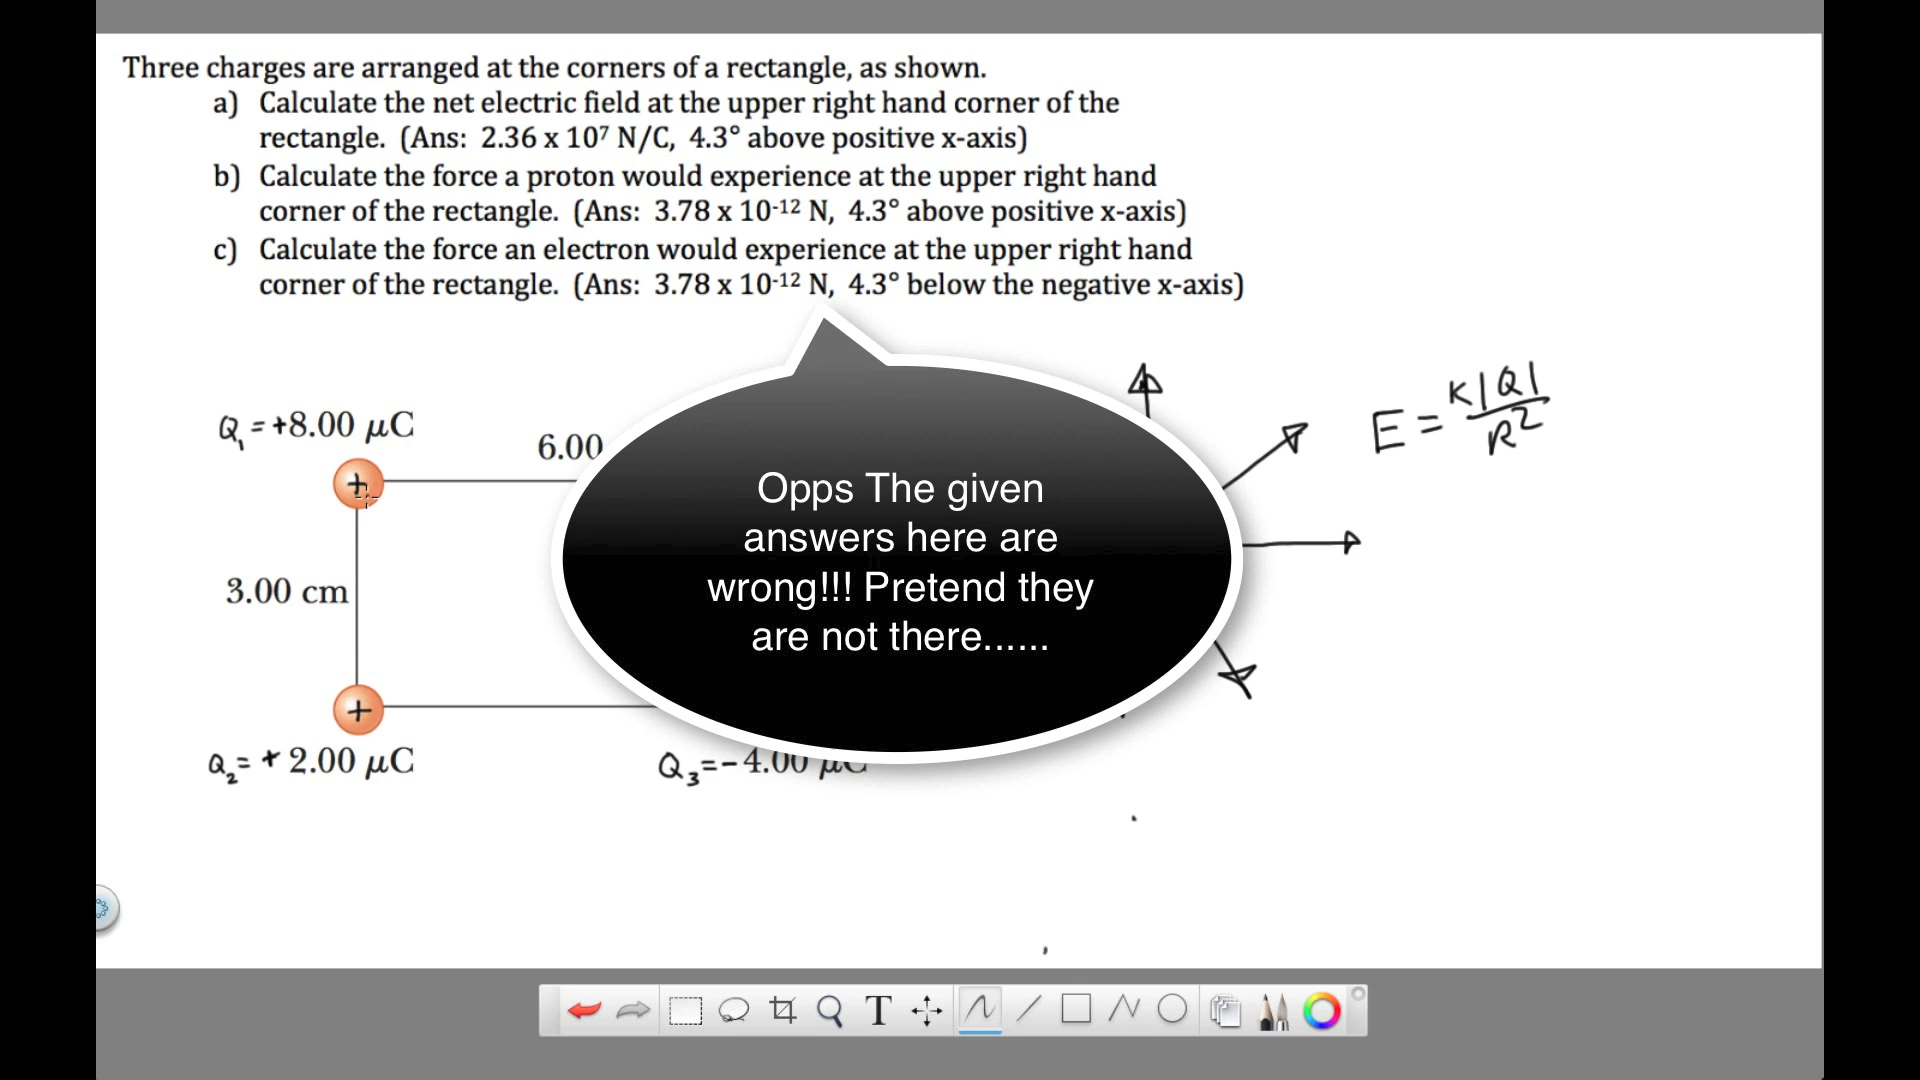 Three charges are arranged at the corners of a rectangle, as shown.
a) Calculate the net electric field at the upper right hand corner of the
rectangle. (Ans: 2.36 x 10⁷ N/C, 4.3° above positive x-axis)
b) Calculate the force a proton would experience at the upper right hand
corner of the rectangle. (Ans: 3.78 x 10⁻¹² N, 4.3° above positive x-axis)
c) Calculate the force an electron would experience at the upper right hand
corner of the rectangle. (Ans: 3.78 x 10⁻¹² N, 4.3° below the negative x-axis)
E = K|Q| / R²
Q₁ = +8.00 μC
6.00
+
Opps The given
answers here are
wrong!!! Pretend they
are not there......
3.00 cm
+
Q₂ = + 2.00 μC
Q₃ = - 4.00 μC
T